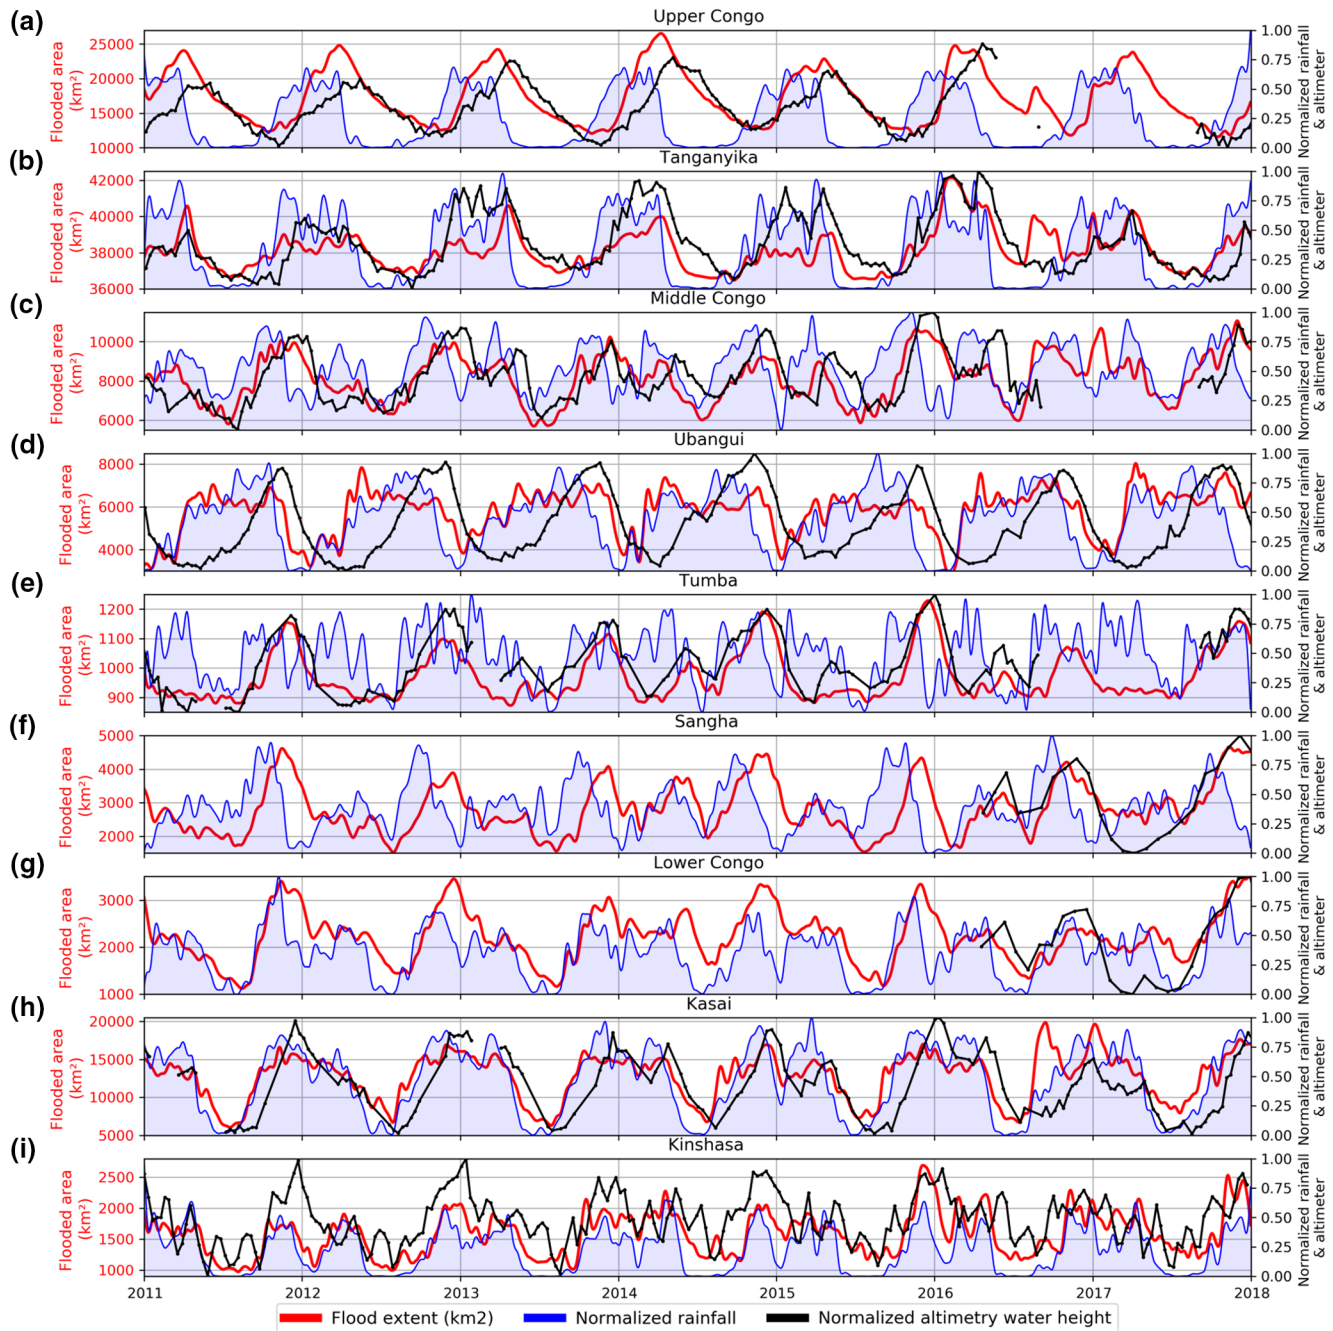 (a)
Upper Congo
Flooded area
(km²)
25000
20000
15000
10000
1.00
0.75
0.50
0.25
0.00
Normalized rainfall
& altimeter
(b)
Tanganyika
Flooded area
(km²)
42000
40000
38000
36000
1.00
0.75
0.50
0.25
0.00
Normalized rainfall
& altimeter
(c)
Middle Congo
Flooded area
(km²)
10000
8000
6000
1.00
0.75
0.50
0.25
0.00
Normalized rainfall
& altimeter
(d)
Ubangui
Flooded area
(km²)
8000
6000
4000
1.00
0.75
0.50
0.25
0.00
Normalized rainfall
& altimeter
(e)
Tumba
Flooded area
(km²)
1200
1100
1000
900
1.00
0.75
0.50
0.25
0.00
Normalized rainfall
& altimeter
(f)
Sangha
Flooded area
(km²)
5000
4000
3000
2000
1.00
0.75
0.50
0.25
0.00
Normalized rainfall
& altimeter
(g)
Lower Congo
Flooded area
(km²)
3000
2000
1000
1.00
0.75
0.50
0.25
0.00
Normalized rainfall
& altimeter
(h)
Kasai
Flooded area
(km²)
20000
15000
10000
5000
1.00
0.75
0.50
0.25
0.00
Normalized rainfall
& altimeter
(i)
Kinshasa
Flooded area
(km²)
2500
2000
1500
1000
1.00
0.75
0.50
0.25
0.00
Normalized rainfall
& altimeter
2011 2012 2013 2014 2015 2016 2017 2018
Flood extent (km2) Normalized rainfall Normalized altimetry water height